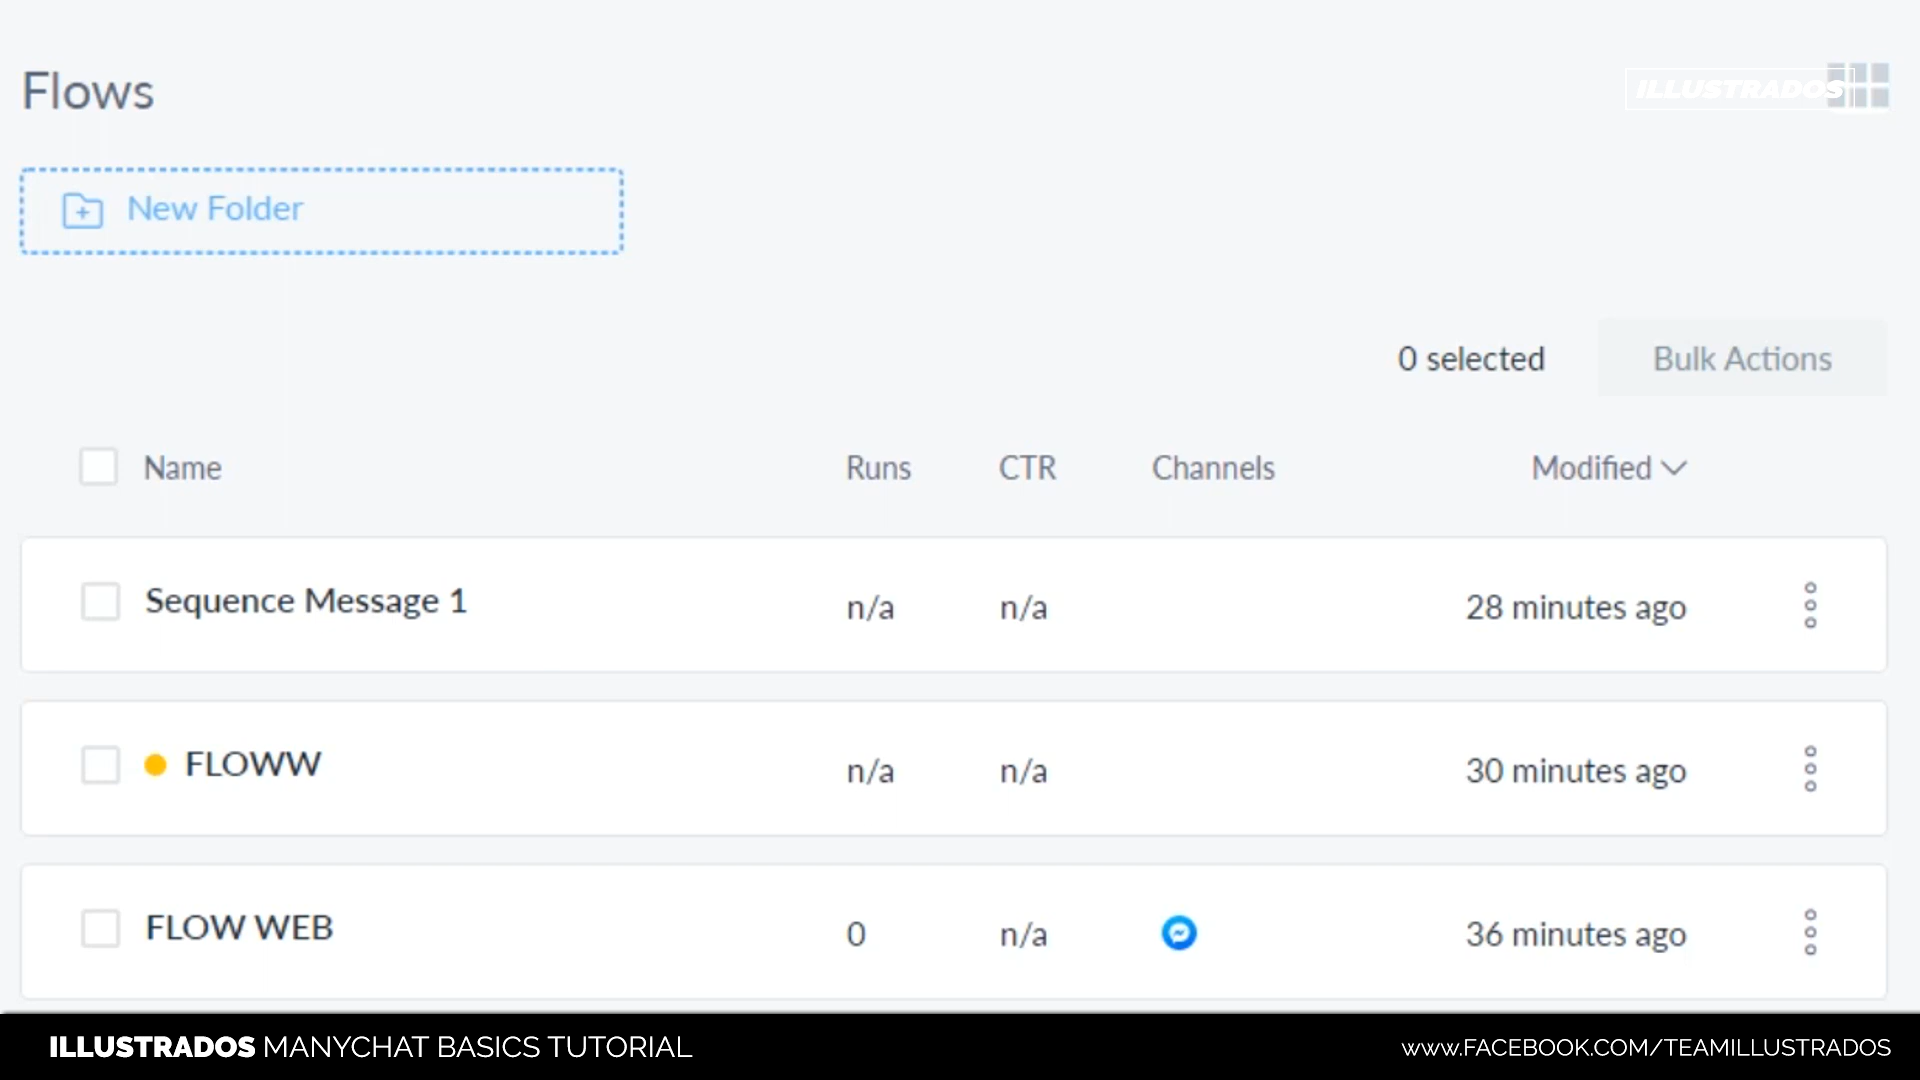 Flows
ILLUSTRADOS
New Folder
0 selected Bulk Actions
Name Runs CTR Channels Modified
Sequence Message 1 n/a n/a 28 minutes ago
FLOWW n/a n/a 30 minutes ago
FLOW WEB 0 n/a 36 minutes ago
ILLUSTRADOS MANYCHAT BASICS TUTORIAL www.FACEBOOK.COM/TEAMILLUSTRADOS